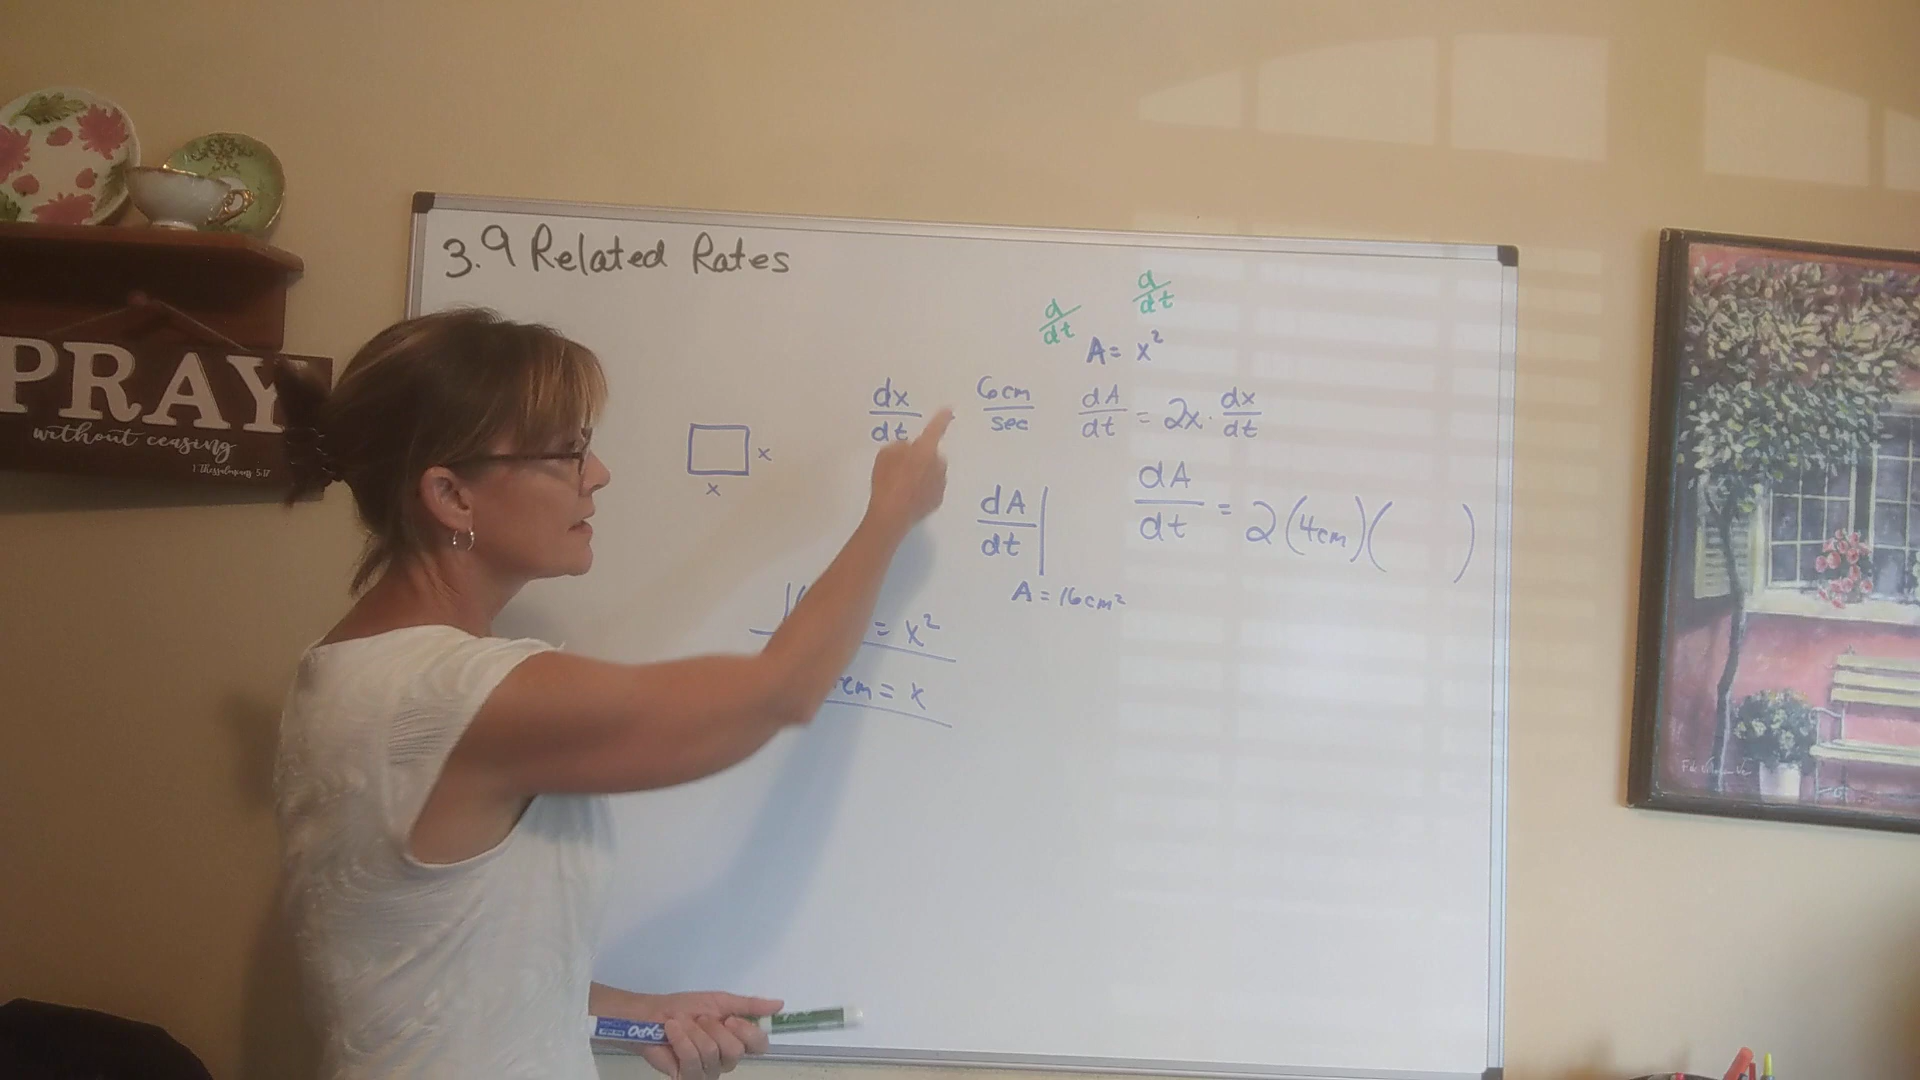 3.9 Related Rates
PRAY
without ceasing
1 Thessalonians 5:17
d/dt d/dt
A = x²
dx/dt 6cm/sec
dA/dt = 2x · dx/dt
x
x
dA/dt |
A = 16cm²
dA/dt = 2(4cm)( )
= x²
cm = x
EXPO